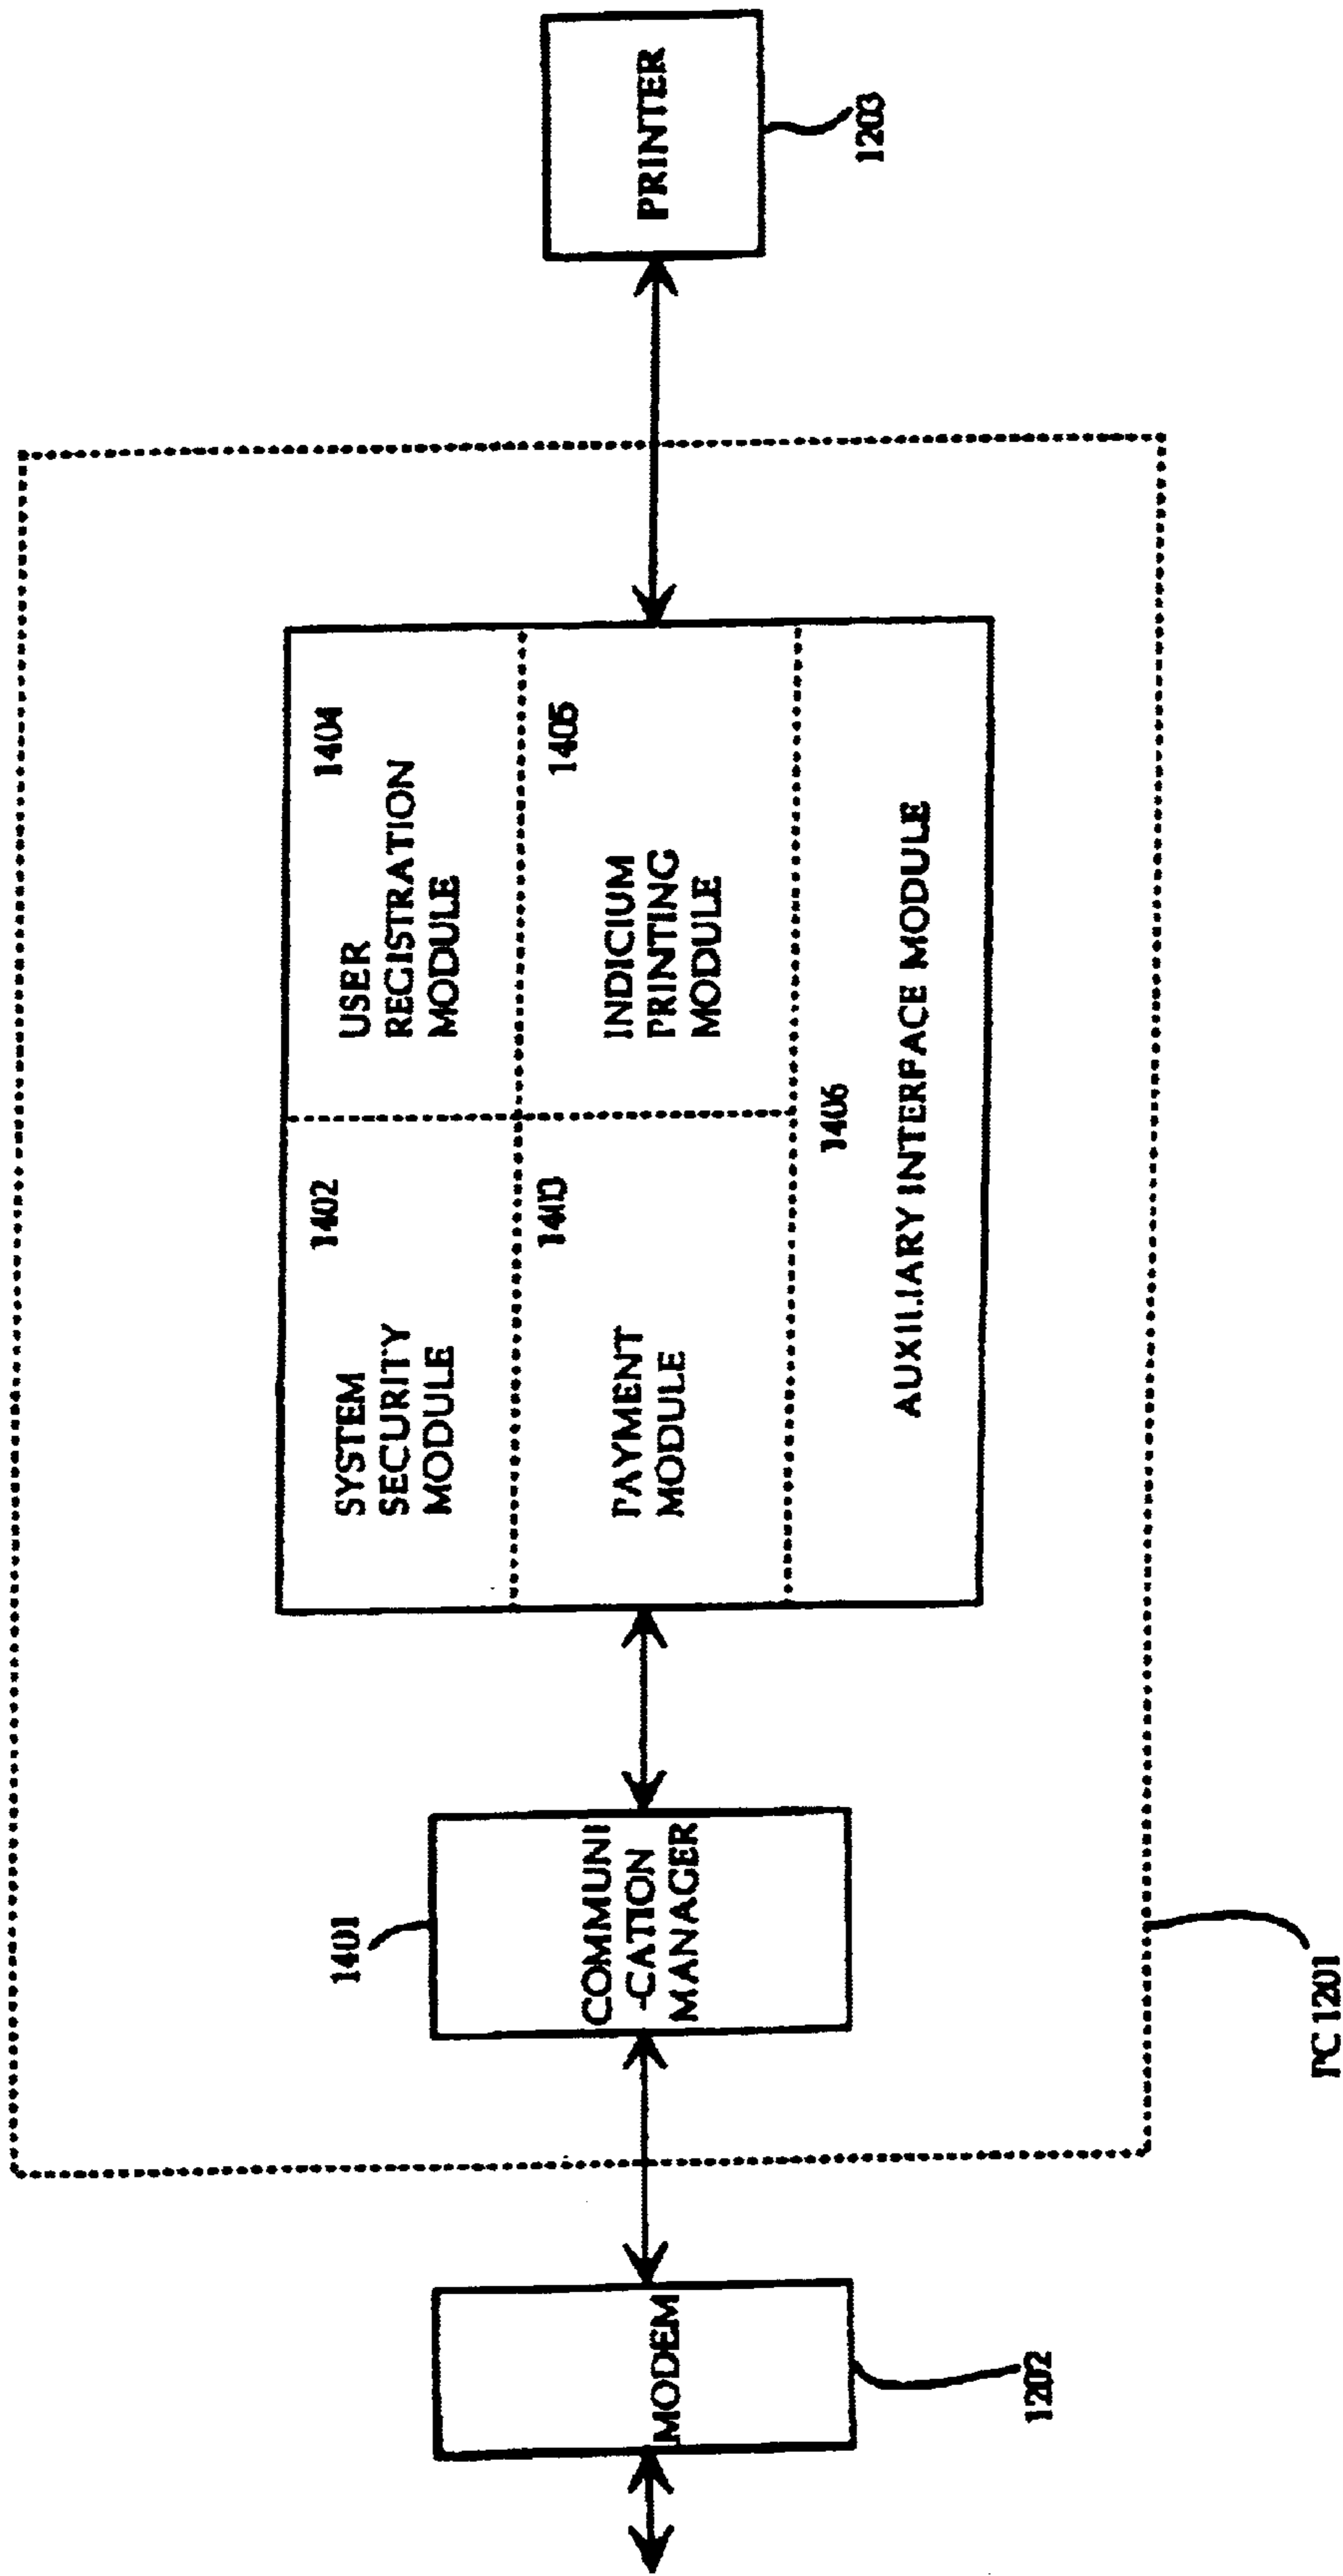 MODEM
1202
1401
COMMUNI
-CATION
MANAGER
1402
SYSTEM
SECURITY
MODULE
1404
USER
REGISTRATION
MODULE
1403
PAYMENT
MODULE
1405
INDICIUM
PRINTING
MODULE
1406
AUXILIARY INTERFACE MODULE
PC 1201
PRINTER
1203